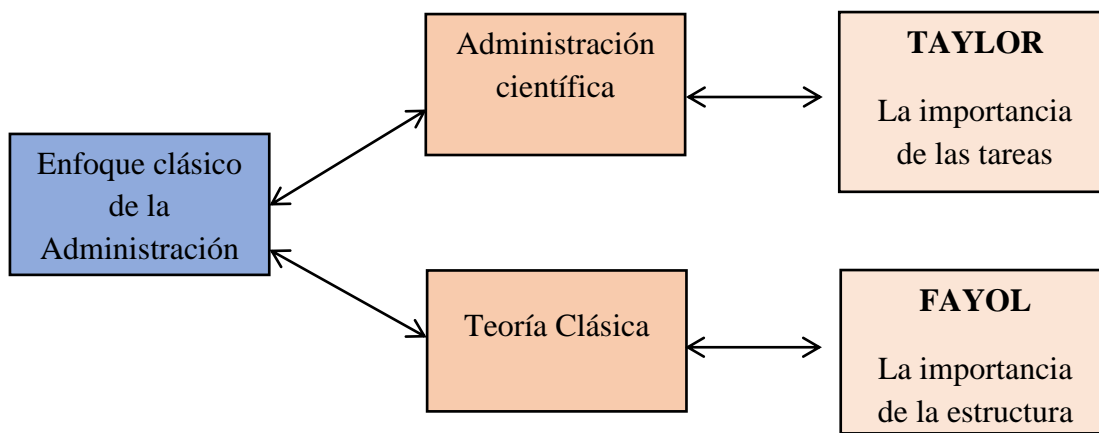 Enfoque clásico
de la
Administración
Administración
científica
TAYLOR
La importancia
de las tareas
Teoría Clásica
FAYOL
La importancia
de la estructura